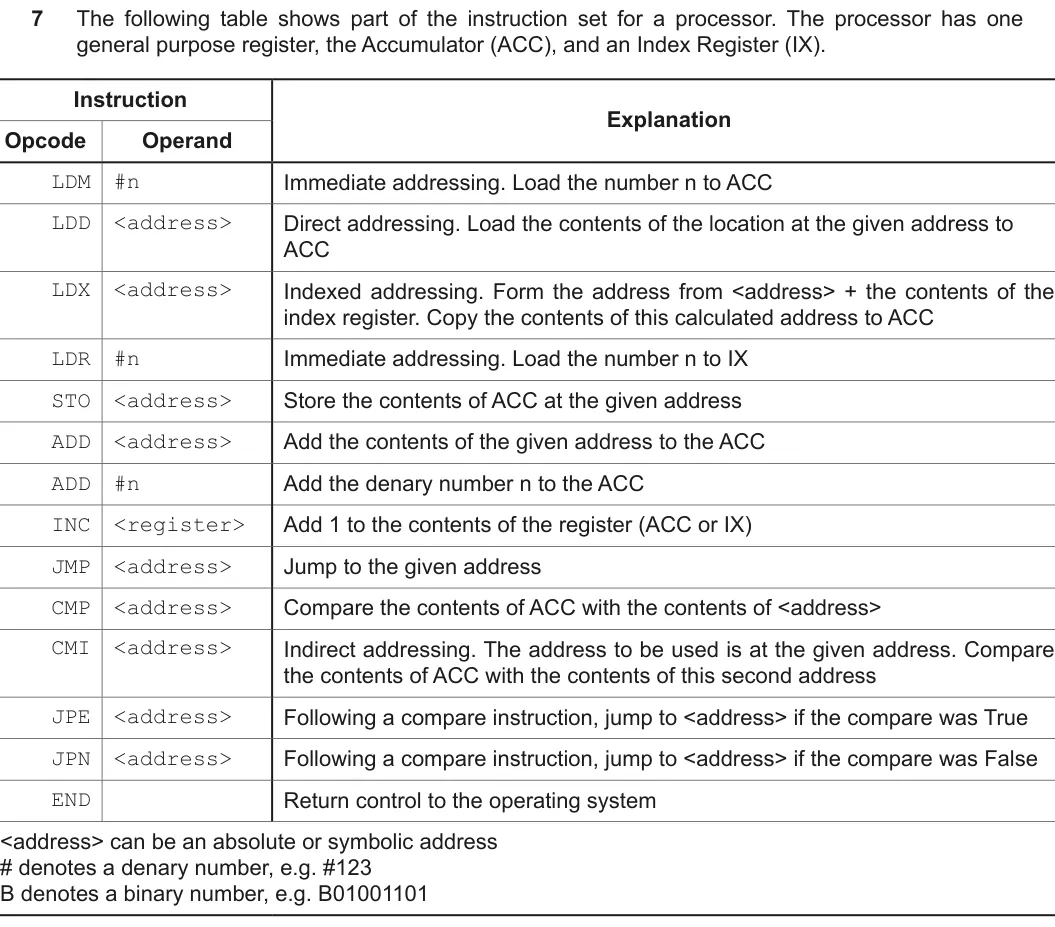 7 The following table shows part of the instruction set for a processor. The processor has one
general purpose register, the Accumulator (ACC), and an Index Register (IX).
Instruction
Explanation
Opcode Operand
LDM #n Immediate addressing. Load the number n to ACC
LDD <address> Direct addressing. Load the contents of the location at the given address to
ACC
LDX <address> Indexed addressing. Form the address from <address> + the contents of the
index register. Copy the contents of this calculated address to ACC
LDR #n Immediate addressing. Load the number n to IX
STO <address> Store the contents of ACC at the given address
ADD <address> Add the contents of the given address to the ACC
ADD #n Add the denary number n to the ACC
INC <register> Add 1 to the contents of the register (ACC or IX)
JMP <address> Jump to the given address
CMP <address> Compare the contents of ACC with the contents of <address>
CMI <address> Indirect addressing. The address to be used is at the given address. Compare
the contents of ACC with the contents of this second address
JPE <address> Following a compare instruction, jump to <address> if the compare was True
JPN <address> Following a compare instruction, jump to <address> if the compare was False
END Return control to the operating system
<address> can be an absolute or symbolic address
# denotes a denary number, e.g. #123
B denotes a binary number, e.g. B01001101